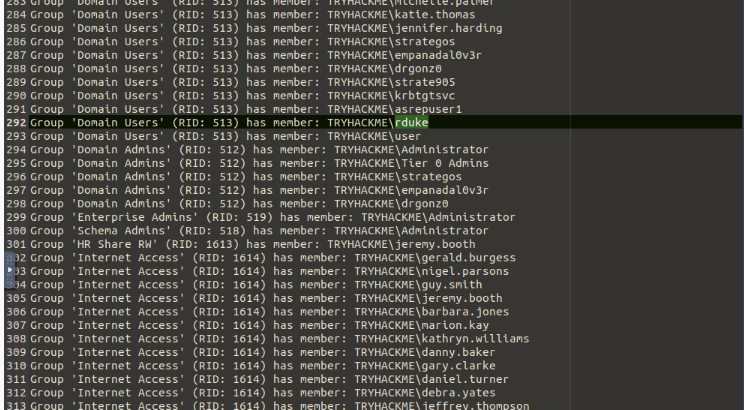 283 Group 'Domain Users' (RID: 513) has member: TRYHACKME\michelle.palmer
284 Group 'Domain Users' (RID: 513) has member: TRYHACKME\katie.thomas
285 Group 'Domain Users' (RID: 513) has member: TRYHACKME\jennifer.harding
286 Group 'Domain Users' (RID: 513) has member: TRYHACKME\strategos
287 Group 'Domain Users' (RID: 513) has member: TRYHACKME\empanadal0v3r
288 Group 'Domain Users' (RID: 513) has member: TRYHACKME\drgonz0
289 Group 'Domain Users' (RID: 513) has member: TRYHACKME\strate905
290 Group 'Domain Users' (RID: 513) has member: TRYHACKME\krbtgtsvc
291 Group 'Domain Users' (RID: 513) has member: TRYHACKME\asrepuser1
292 Group 'Domain Users' (RID: 513) has member: TRYHACKME\rduke
293 Group 'Domain Users' (RID: 513) has member: TRYHACKME\user
294 Group 'Domain Admins' (RID: 512) has member: TRYHACKME\Administrator
295 Group 'Domain Admins' (RID: 512) has member: TRYHACKME\Tier 0 Admins
296 Group 'Domain Admins' (RID: 512) has member: TRYHACKME\strategos
297 Group 'Domain Admins' (RID: 512) has member: TRYHACKME\empanadal0v3r
298 Group 'Domain Admins' (RID: 512) has member: TRYHACKME\drgonz0
299 Group 'Enterprise Admins' (RID: 519) has member: TRYHACKME\Administrator
300 Group 'Schema Admins' (RID: 518) has member: TRYHACKME\Administrator
301 Group 'HR Share RW' (RID: 1613) has member: TRYHACKME\jeremy.booth
302 Group 'Internet Access' (RID: 1614) has member: TRYHACKME\gerald.burgess
303 Group 'Internet Access' (RID: 1614) has member: TRYHACKME\nigel.parsons
304 Group 'Internet Access' (RID: 1614) has member: TRYHACKME\guy.smith
305 Group 'Internet Access' (RID: 1614) has member: TRYHACKME\jeremy.booth
306 Group 'Internet Access' (RID: 1614) has member: TRYHACKME\barbara.jones
307 Group 'Internet Access' (RID: 1614) has member: TRYHACKME\marion.kay
308 Group 'Internet Access' (RID: 1614) has member: TRYHACKME\kathryn.williams
309 Group 'Internet Access' (RID: 1614) has member: TRYHACKME\danny.baker
310 Group 'Internet Access' (RID: 1614) has member: TRYHACKME\gary.clarke
311 Group 'Internet Access' (RID: 1614) has member: TRYHACKME\daniel.turner
312 Group 'Internet Access' (RID: 1614) has member: TRYHACKME\debra.yates
313 Group 'Internet Access' (RID: 1614) has member: TRYHACKME\jeffrey.thompson